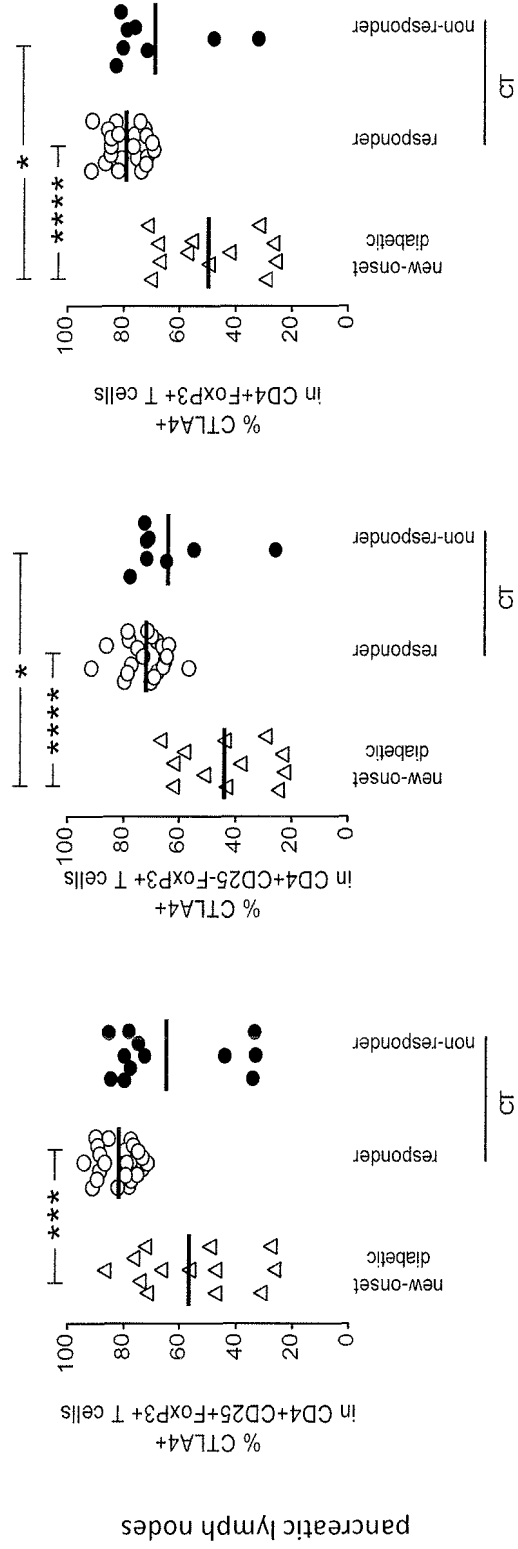 pancreatic lymph nodes
% CTLA4+
in CD4+CD25+FoxP3+ T cells
100
80
60
40
20
0
***
new-onset
diabetic
responder
non-responder
CT
% CTLA4+
in CD4+CD25-FoxP3+ T cells
100
80
60
40
20
0
*
****
new-onset
diabetic
responder
non-responder
CT
% CTLA4+
in CD4+FoxP3+ T cells
100
80
60
40
20
0
*
****
new-onset
diabetic
responder
non-responder
CT